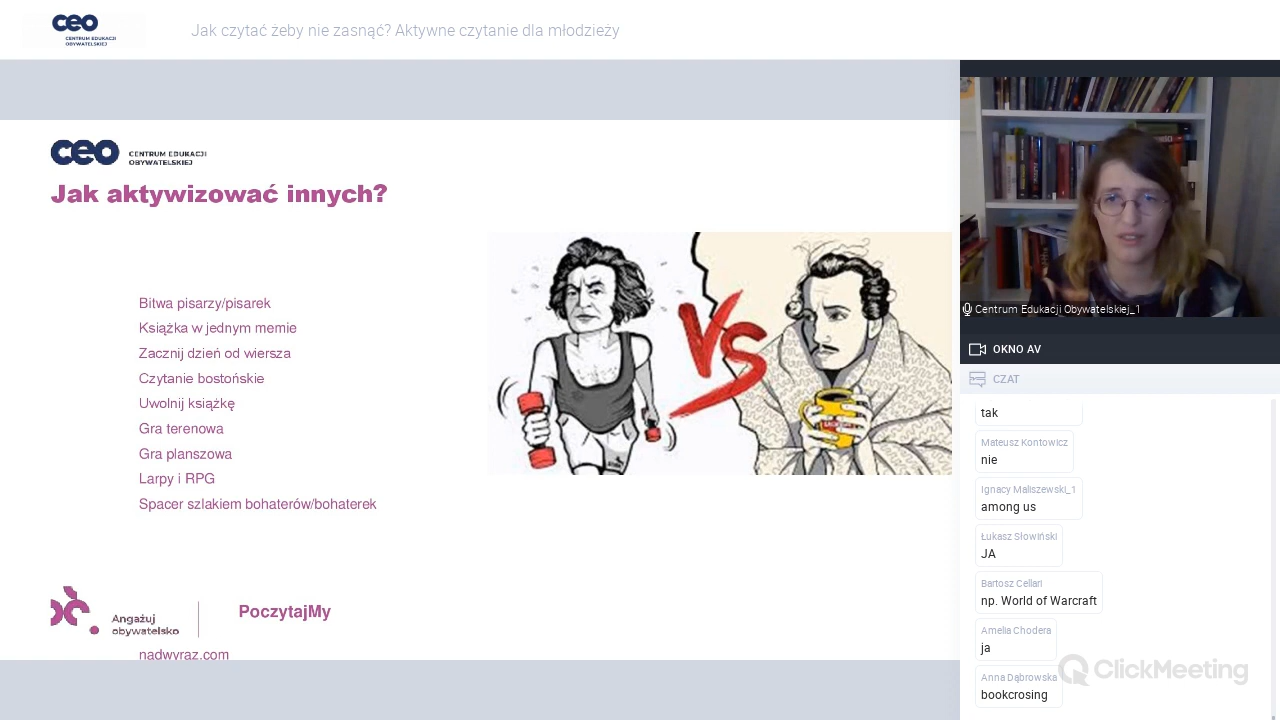 ceo
CENTRUM EDUKACJI
OBYWATELSKIEJ
Jak czytać żeby nie zasnąć? Aktywne czytanie dla młodzieży
ceo
CENTRUM EDUKACJI
OBYWATELSKIEJ
Jak aktywizować innych?
Bitwa pisarzy/pisarek
Książka w jednym memie
Zacznij dzień od wiersza
Czytanie bostońskie
Uwolnij książkę
Gra terenowa
Gra planszowa
Larpy i RPG
Spacer szlakiem bohaterów/bohaterek
VS
Angażuj
obywatelsko
PoczytajMy
nadwyraz.com
Centrum Edukacji Obywatelskiej_1
OKNO AV
CZAT
tak
Mateusz Kontowicz
nie
Ignacy Maliszewski_1
among us
Łukasz Słowiński
JA
Bartosz Cellari
np. World of Warcraft
Amelia Chodera
ja
Anna Dąbrowska
bookcrosing
ClickMeeting